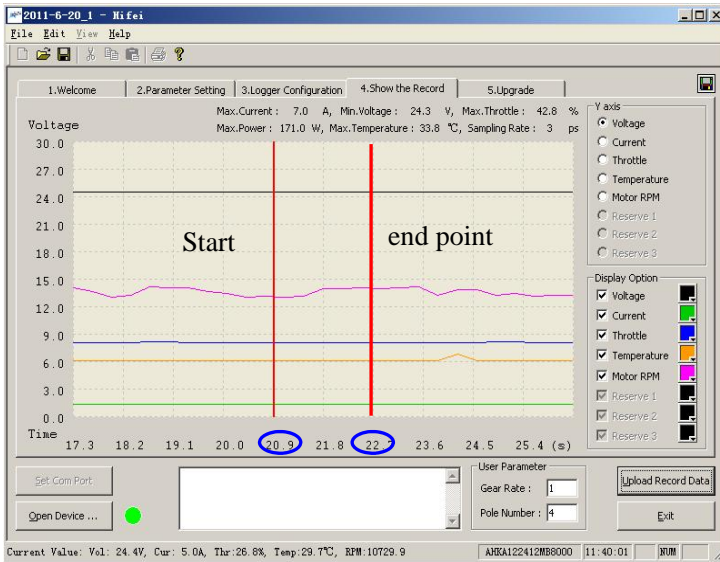 2011-6-20_1 - Hifei
File Edit View Help
1.Welcome 2.Parameter Setting 3.Logger Configuration 4.Show the Record 5.Upgrade
Max.Current : 7.0 A, Min.Voltage : 24.3 V, Max.Throttle : 42.8 %
Voltage Max.Power : 171.0 W, Max.Temperature : 33.8 ℃, Sampling Rate : 3 ps
30.0
27.0
24.0
21.0
18.0
15.0
12.0
9.0
6.0
3.0
0.0
Start end point
Time
17.3 18.2 19.1 20.0 20.9 21.8 22.7 23.6 24.5 25.4 (s)
Y axis
Voltage
Current
Throttle
Temperature
Motor RPM
Reserve 1
Reserve 2
Reserve 3
Display Option
Voltage
Current
Throttle
Temperature
Motor RPM
Reserve 1
Reserve 2
Reserve 3
Set Com Port
Open Device ...
User Parameter
Gear Rate : 1
Pole Number : 4
Upload Record Data
Exit
Current Value: Vol: 24.4V, Cur: 5.0A, Thr:26.8%, Temp:29.7℃, RPM:10729.9 AHKA122412MB8000 11:40:01 NUM